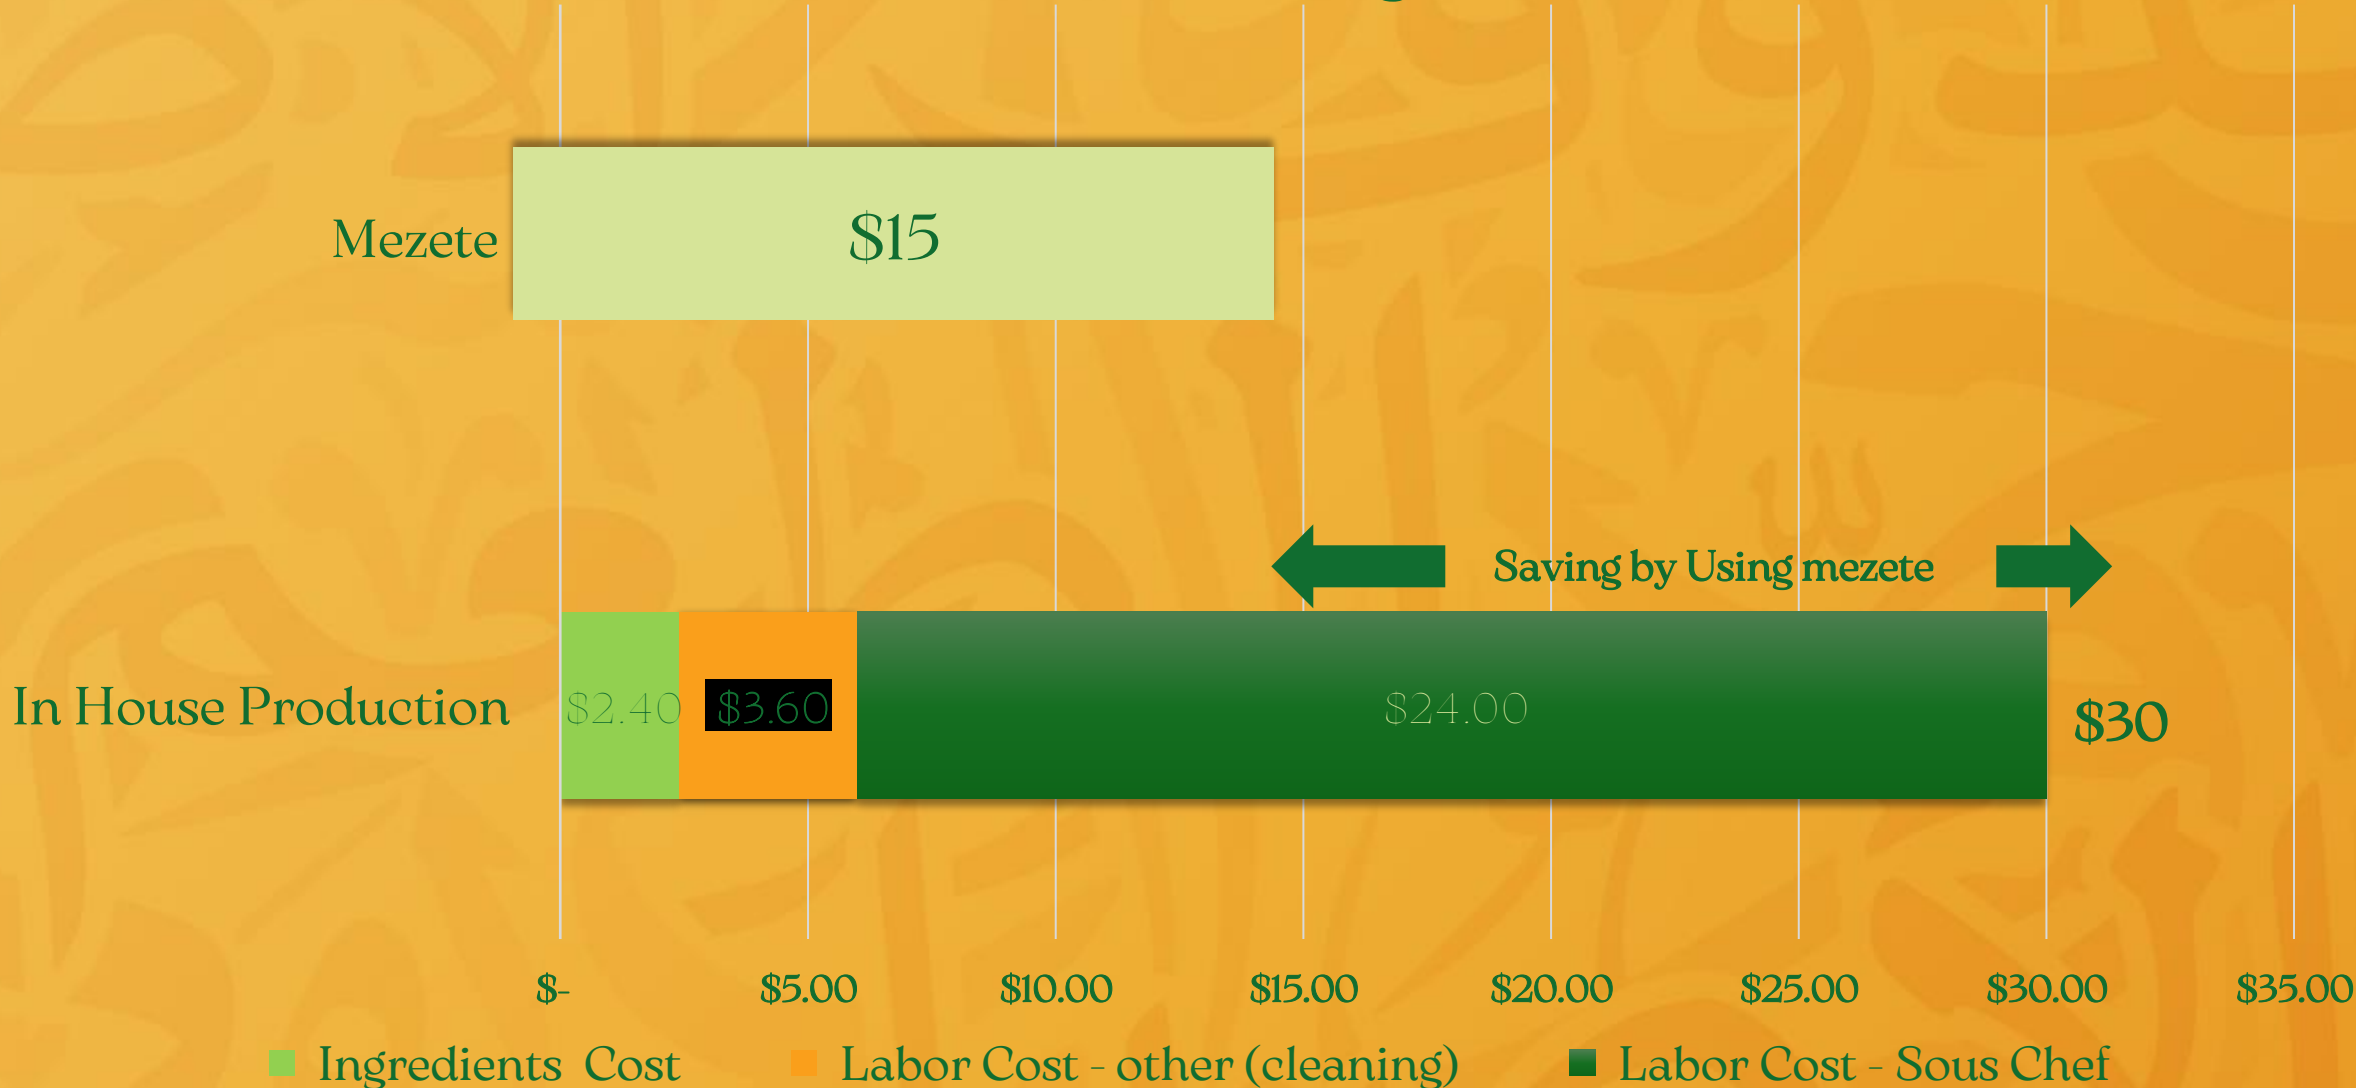 Mezete
$15
Saving by Using mezete
In House Production
$2.40
$3.60
$24.00
$30
$-
$5.00
$10.00
$15.00
$20.00
$25.00
$30.00
$35.00
Ingredients Cost
Labor Cost - other (cleaning)
Labor Cost - Sous Chef